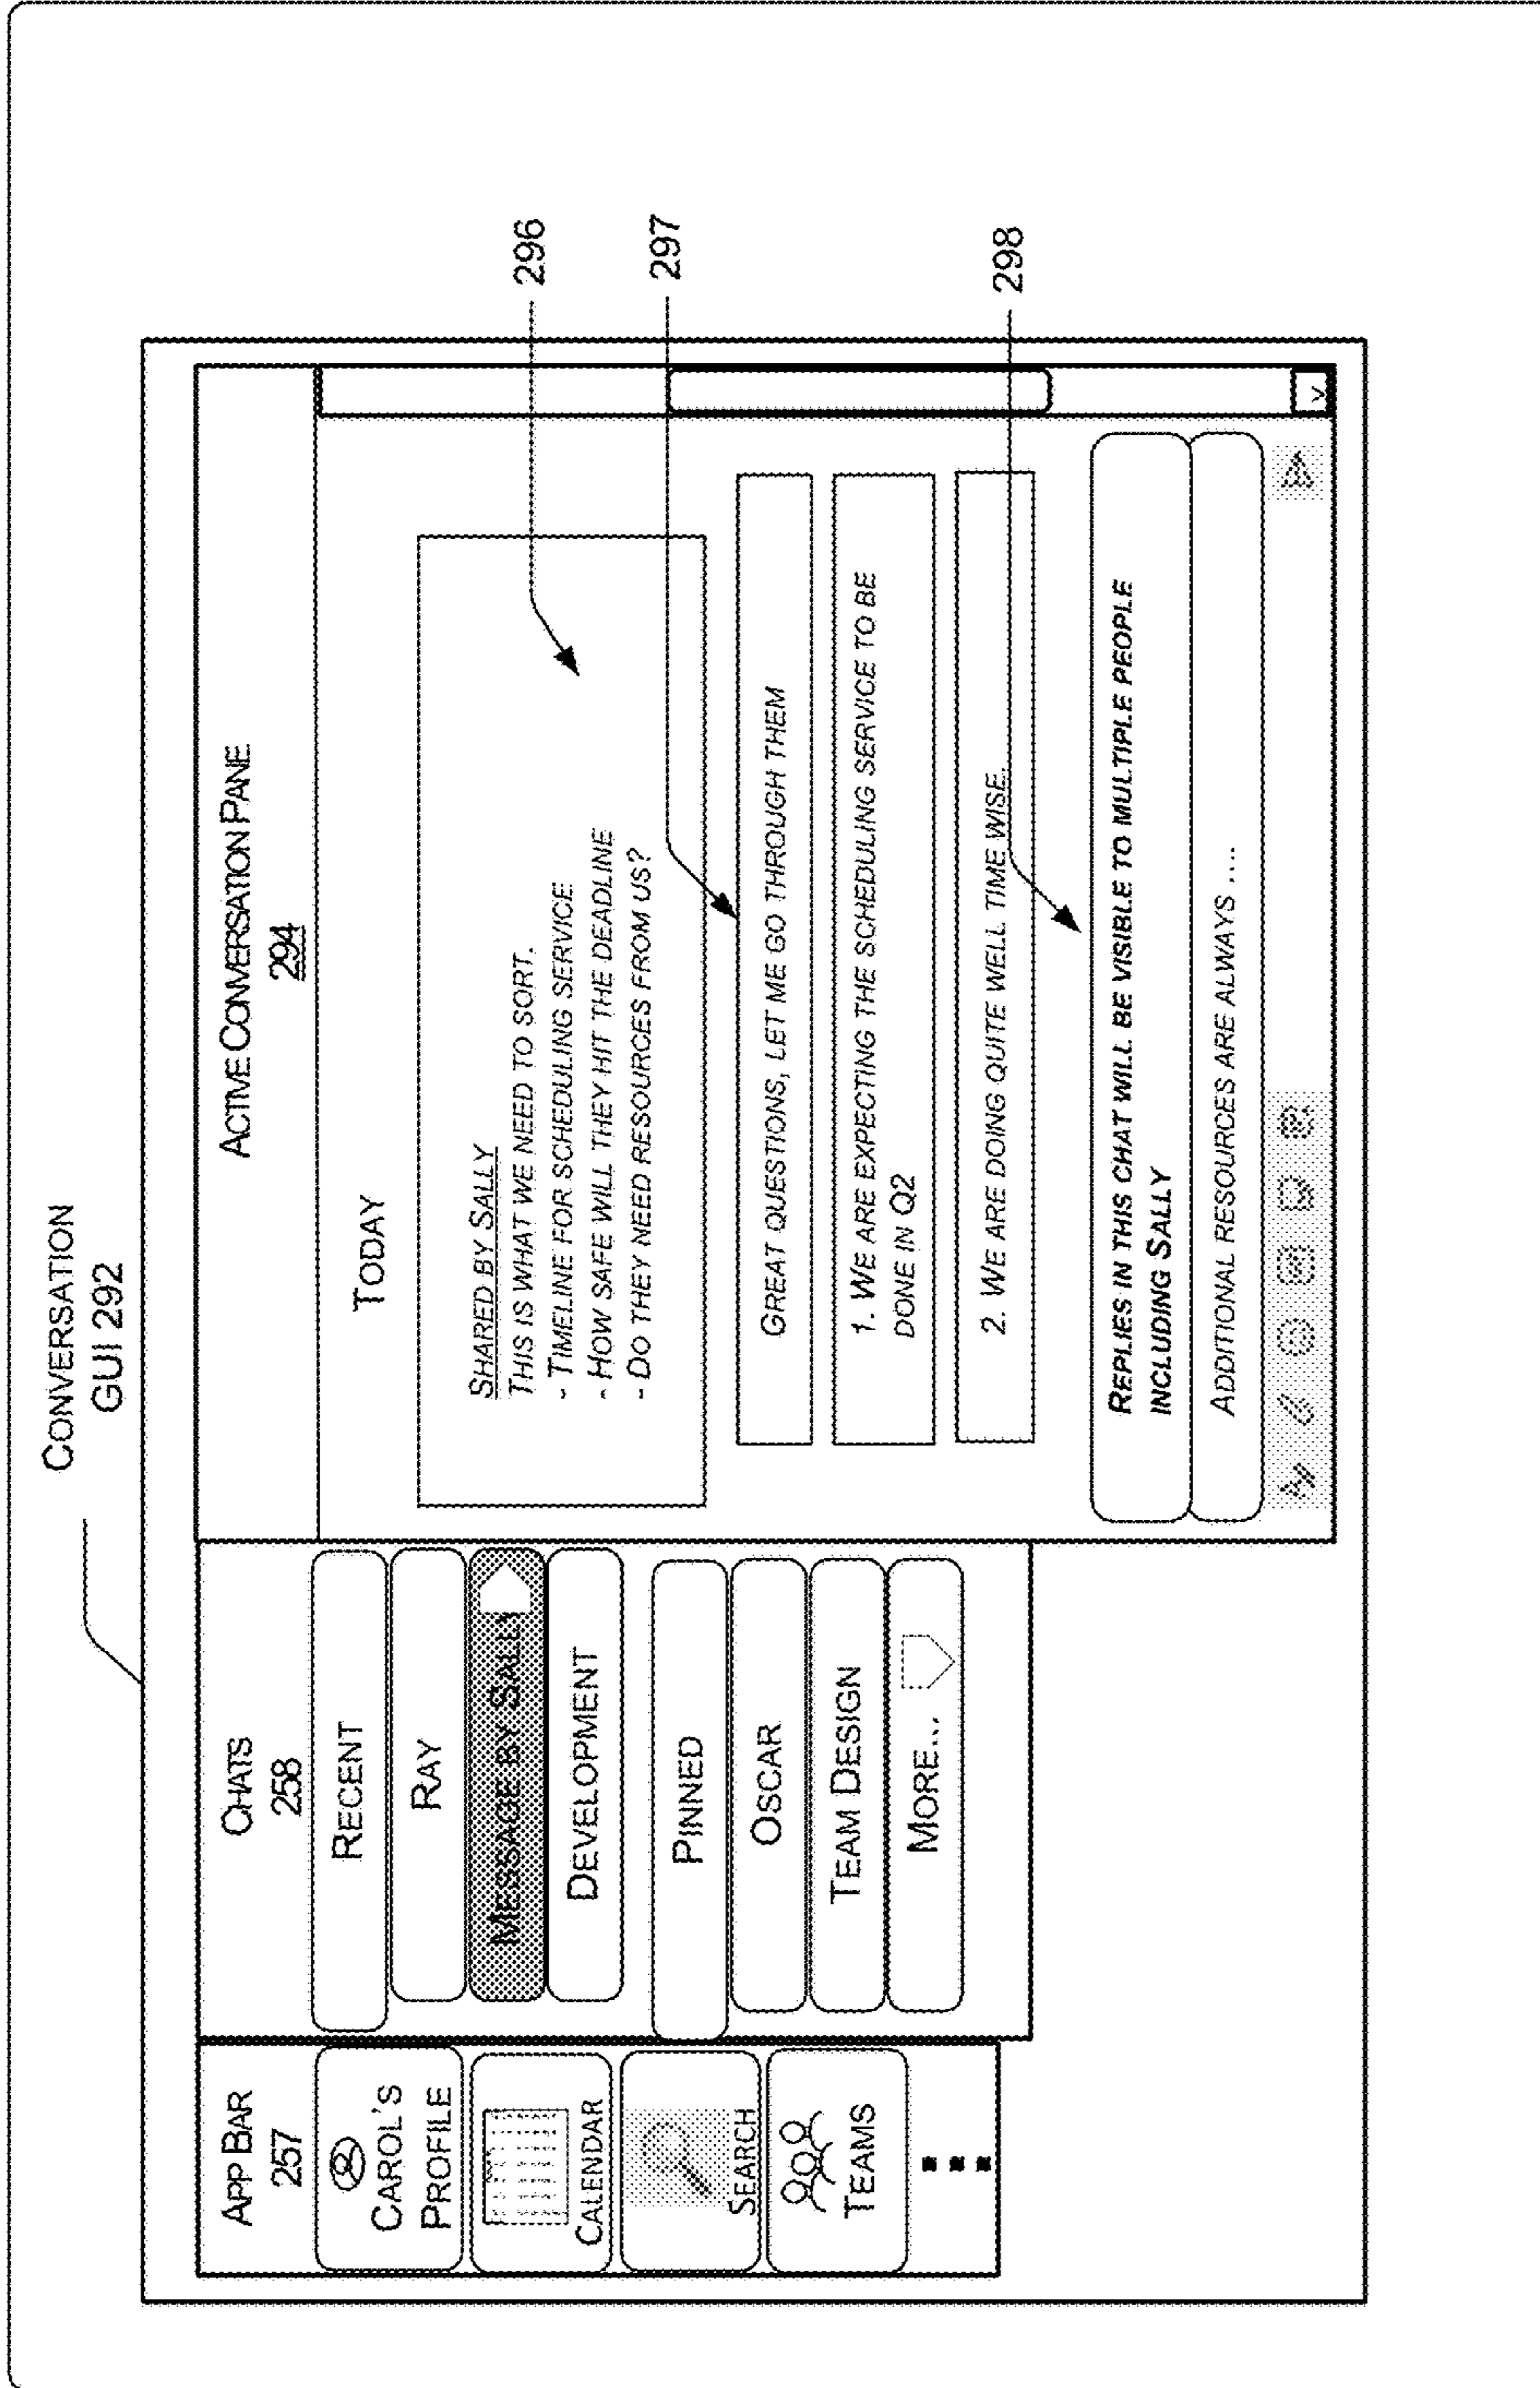 CONVERSATION
GUI 292
APP BAR
257
CAROL'S
PROFILE
CALENDAR
SEARCH
TEAMS
CHATS
258
RECENT
RAY
MESSAGE BY SALLY
DEVELOPMENT
PINNED
OSCAR
TEAM DESIGN
MORE...
ACTIVE CONVERSATION PANE
294
TODAY
SHARED BY SALLY
THIS IS WHAT WE NEED TO SORT.
- TIMELINE FOR SCHEDULING SERVICE
- HOW SAFE WILL THEY HIT THE DEADLINE
- DO THEY NEED RESOURCES FROM US?
GREAT QUESTIONS, LET ME GO THROUGH THEM
1. WE ARE EXPECTING THE SCHEDULING SERVICE TO BE
DONE IN Q2
2. WE ARE DOING QUITE WELL TIME WISE.
REPLIES IN THIS CHAT WILL BE VISIBLE TO MULTIPLE PEOPLE
INCLUDING SALLY
ADDITIONAL RESOURCES ARE ALWAYS ....
296
297
298